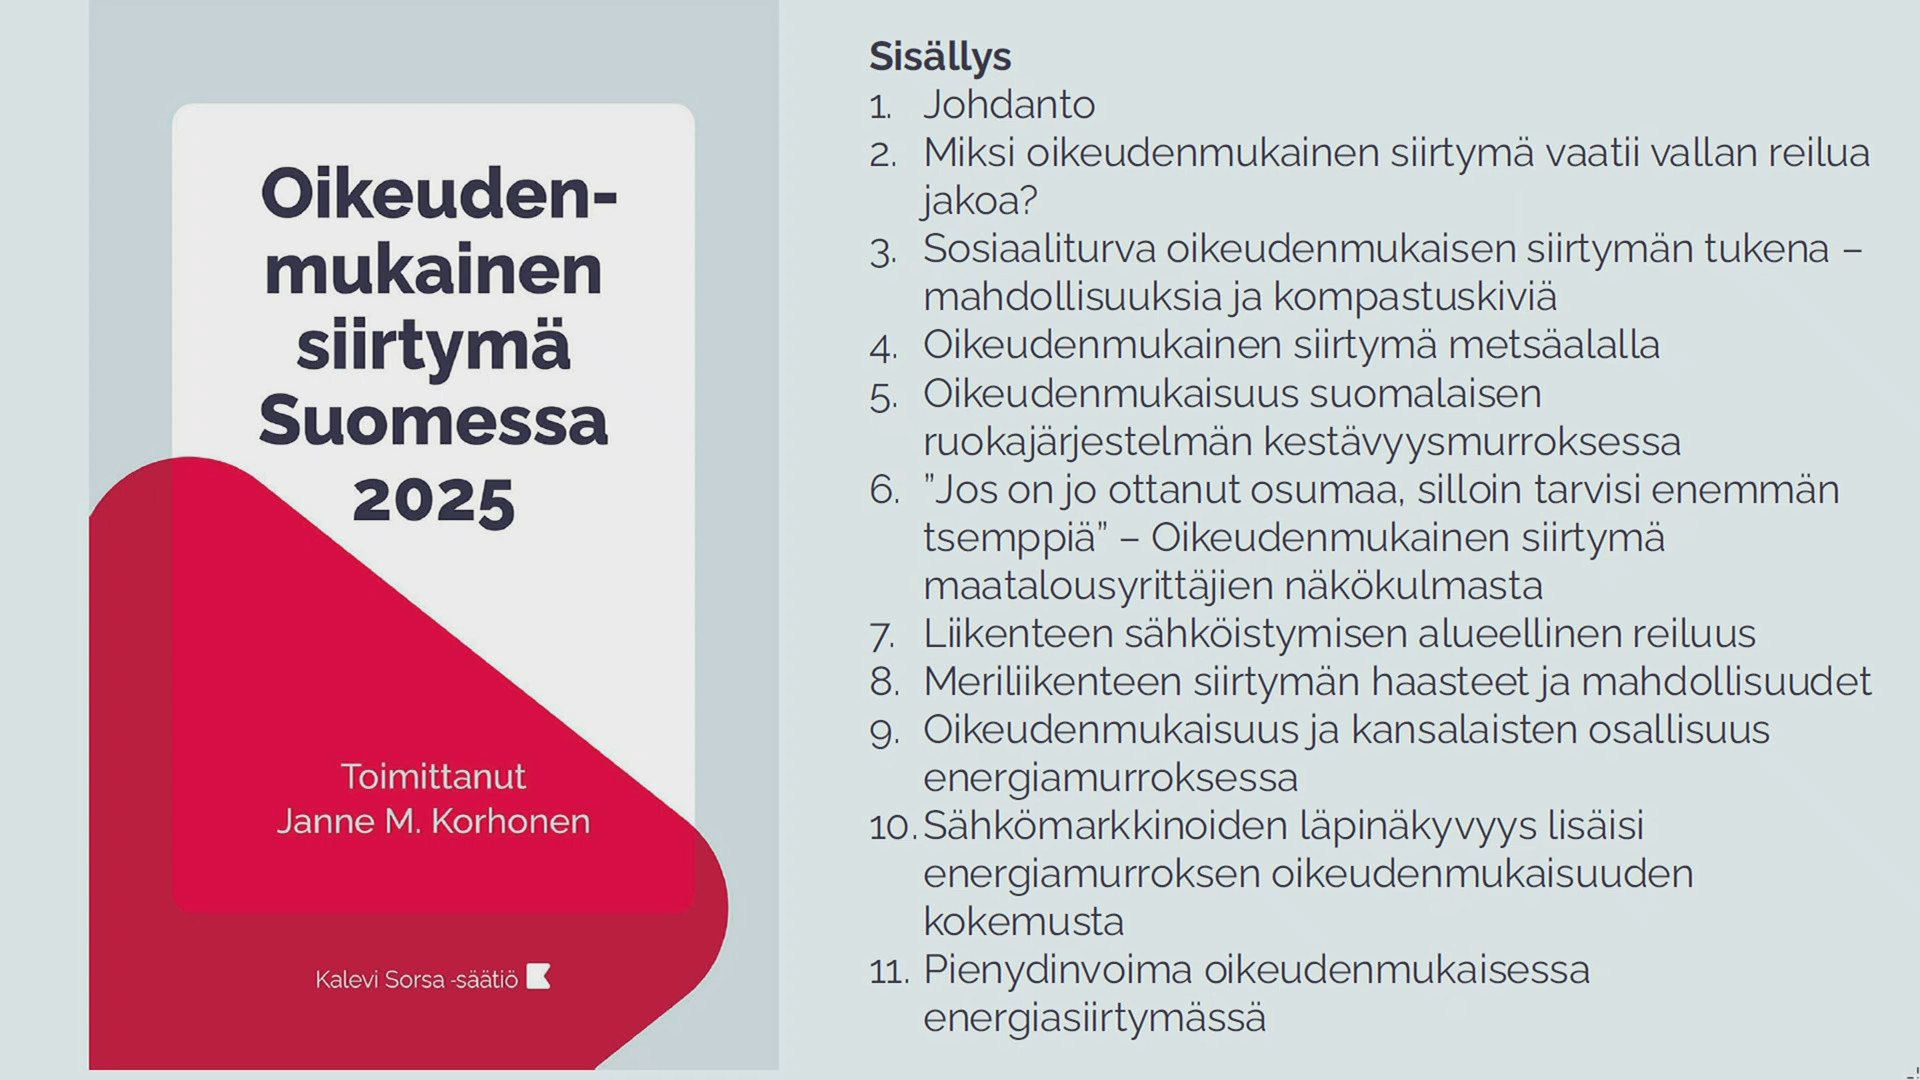 Oikeuden-
mukainen
siirtymä
Suomessa
2025
Toimittanut
Janne M. Korhonen
Kalevi Sorsa -säätiö
Sisällys
1. Johdanto
2. Miksi oikeudenmukainen siirtymä vaatii vallan reilua
jakoa?
3. Sosiaaliturva oikeudenmukaisen siirtymän tukena –
mahdollisuuksia ja kompastuskiviä
4. Oikeudenmukainen siirtymä metsäalalla
5. Oikeudenmukaisuus suomalaisen
ruokajärjestelmän kestävyysmurroksessa
6. ”Jos on jo ottanut osumaa, silloin tarvisi enemmän
tsemppiä” – Oikeudenmukainen siirtymä
maatalousyrittäjien näkökulmasta
7. Liikenteen sähköistymisen alueellinen reiluus
8. Meriliikenteen siirtymän haasteet ja mahdollisuudet
9. Oikeudenmukaisuus ja kansalaisten osallisuus
energiamurroksessa
10. Sähkömarkkinoiden läpinäkyvyys lisäisi
energiamurroksen oikeudenmukaisuuden
kokemusta
11. Pienydinvoima oikeudenmukaisessa
energiasiirtymässä